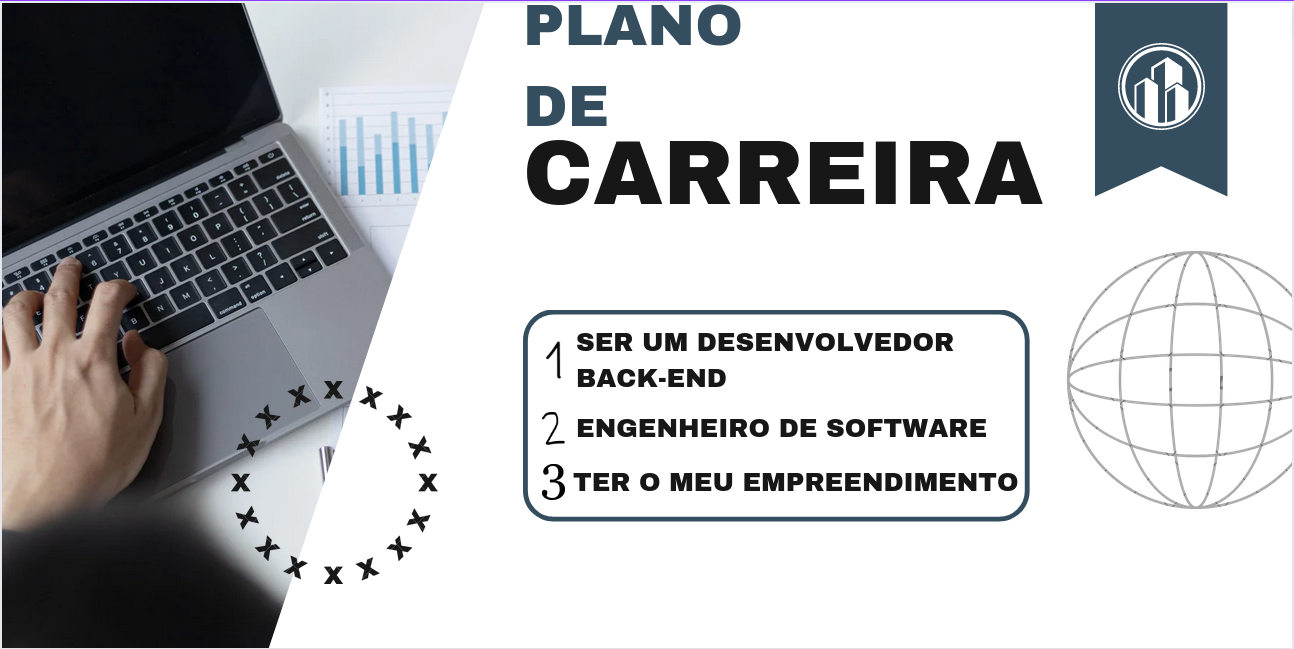 PLANO
DE
CARREIRA
1 SER UM DESENVOLVEDOR
BACK-END
2 ENGENHEIRO DE SOFTWARE
3 TER O MEU EMPREENDIMENTO
X X X X X X X X X X X X X X X X